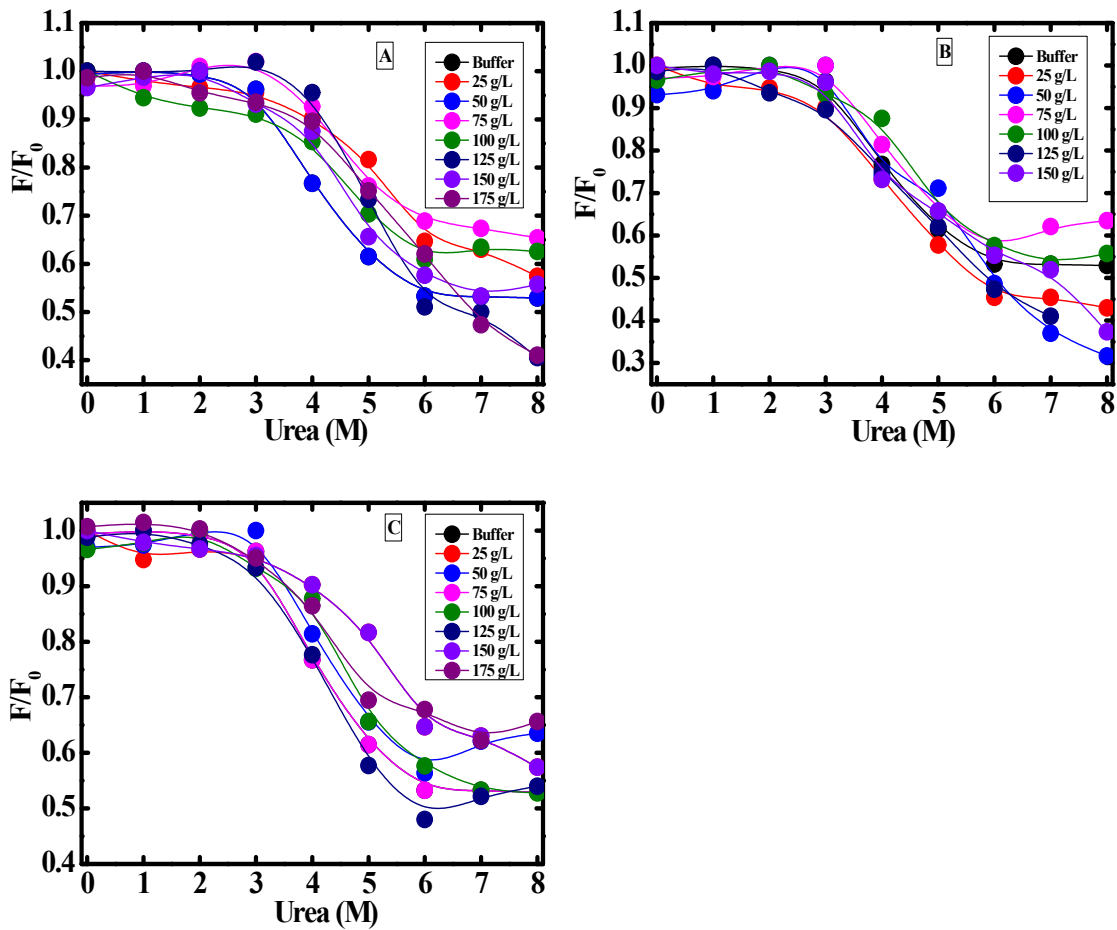 1.1
1.0
0.9
0.8
0.7
0.6
0.5
0.4
F/F0
0 1 2 3 4 5 6 7 8
Urea (M)
A
Buffer
25 g/L
50 g/L
75 g/L
100 g/L
125 g/L
150 g/L
175 g/L
1.1
1.0
0.9
0.8
0.7
0.6
0.5
0.4
0.3
F/F0
0 1 2 3 4 5 6 7 8
Urea (M)
B
Buffer
25 g/L
50 g/L
75 g/L
100 g/L
125 g/L
150 g/L
1.0
0.9
0.8
0.7
0.6
0.5
0.4
F/F0
0 1 2 3 4 5 6 7 8
Urea (M)
C
Buffer
25 g/L
50 g/L
75 g/L
100 g/L
125 g/L
150 g/L
175 g/L